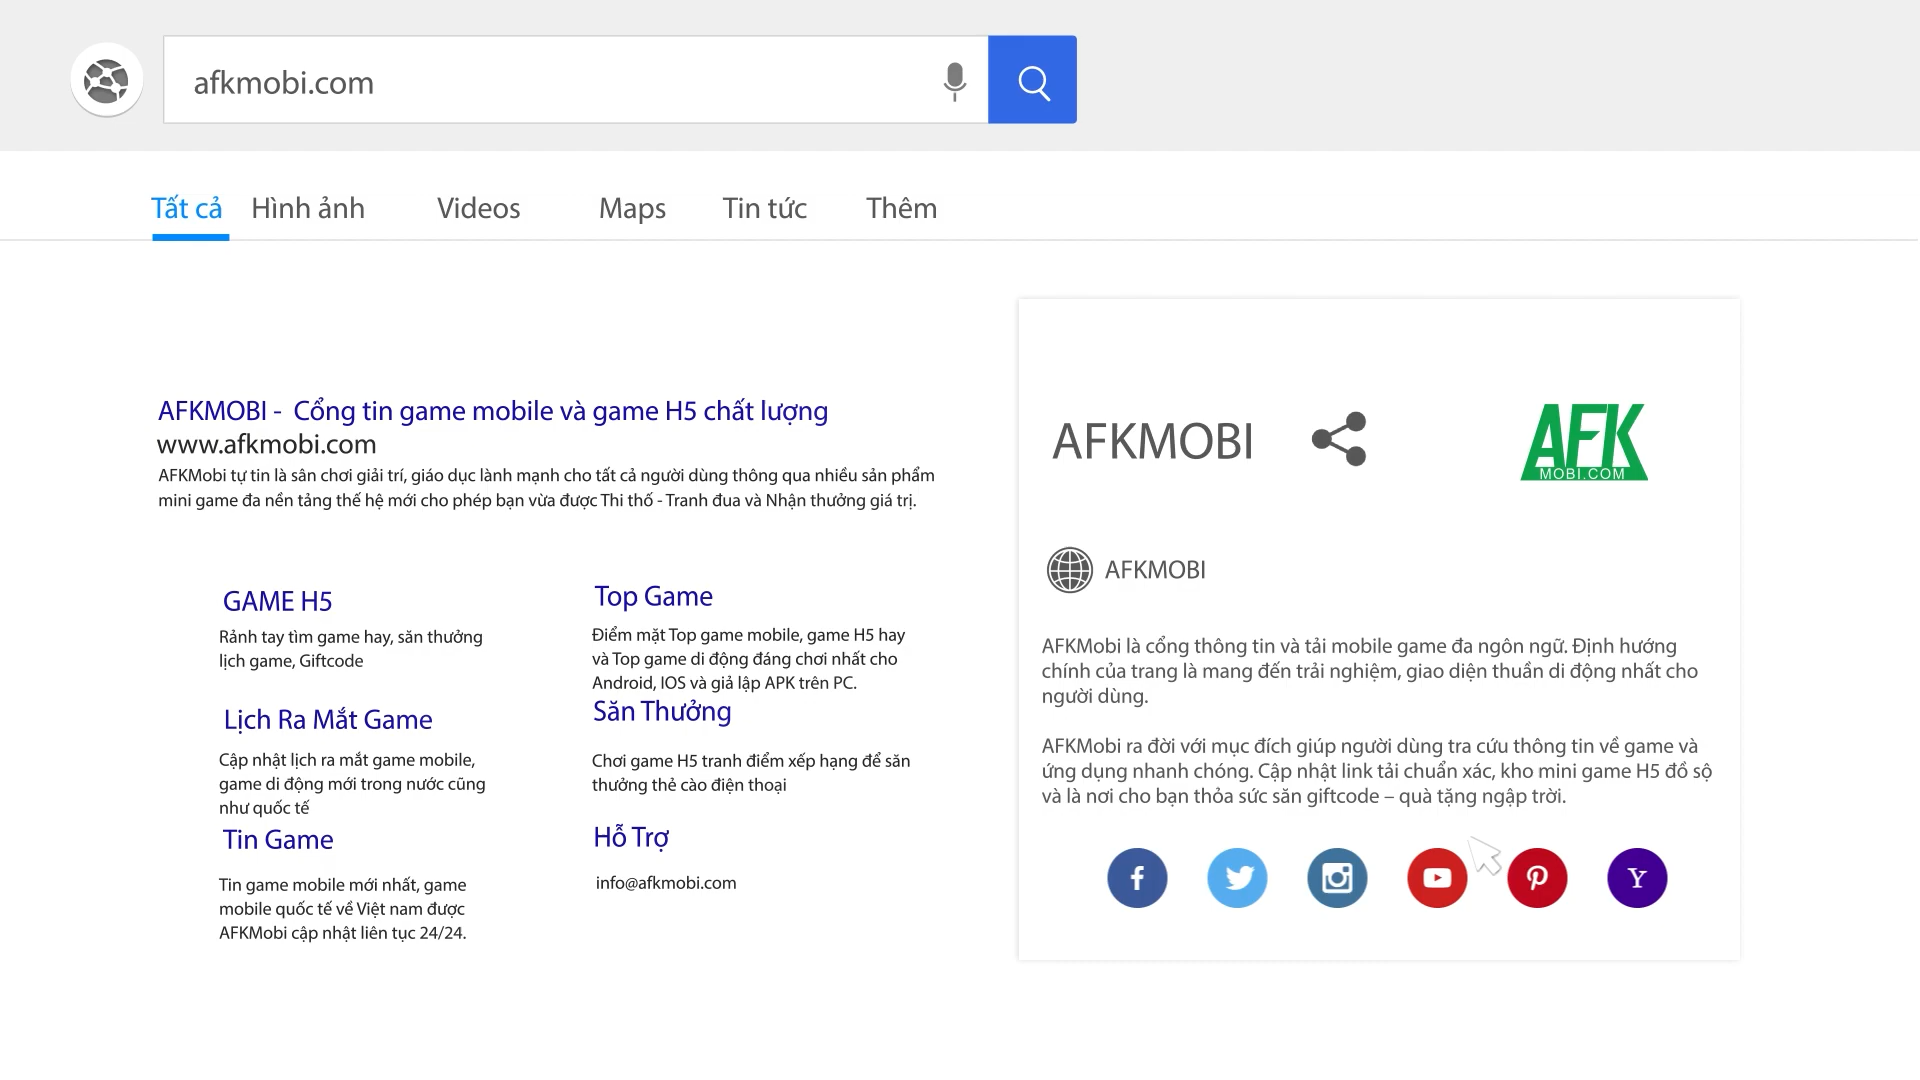 afkmobi.com
Tất cả Hình ảnh Videos Maps Tin tức Thêm
AFKMOBI - Cổng tin game mobile và game H5 chất lượng
www.afkmobi.com
AFKMobi tự tin là sân chơi giải trí, giáo dục lành mạnh cho tất cả người dùng thông qua nhiều sản phẩm
mini game đa nền tảng thế hệ mới cho phép bạn vừa được Thi thố - Tranh đua và Nhận thưởng giá trị.
GAME H5
Rảnh tay tìm game hay, săn thưởng
lịch game, Giftcode
Lịch Ra Mắt Game
Cập nhật lịch ra mắt game mobile,
game di động mới trong nước cũng
như quốc tế
Tin Game
Tin game mobile mới nhất, game
mobile quốc tế về Việt nam được
AFKMobi cập nhật liên tục 24/24.
Top Game
Điểm mặt Top game mobile, game H5 hay
và Top game di động đáng chơi nhất cho
Android, IOS và giả lập APK trên PC.
Săn Thưởng
Chơi game H5 tranh điểm xếp hạng để săn
thưởng thẻ cào điện thoại
Hỗ Trợ
info@afkmobi.com
AFKMOBI
AFK
MOBI.COM
AFKMOBI
AFKMobi là cổng thông tin và tải mobile game đa ngôn ngữ. Định hướng
chính của trang là mang đến trải nghiệm, giao diện thuần di động nhất cho
người dùng.
AFKMobi ra đời với mục đích giúp người dùng tra cứu thông tin về game và
ứng dụng nhanh chóng. Cập nhật link tải chuẩn xác, kho mini game H5 đồ sộ
và là nơi cho bạn thỏa sức săn giftcode – quà tặng ngập trời.